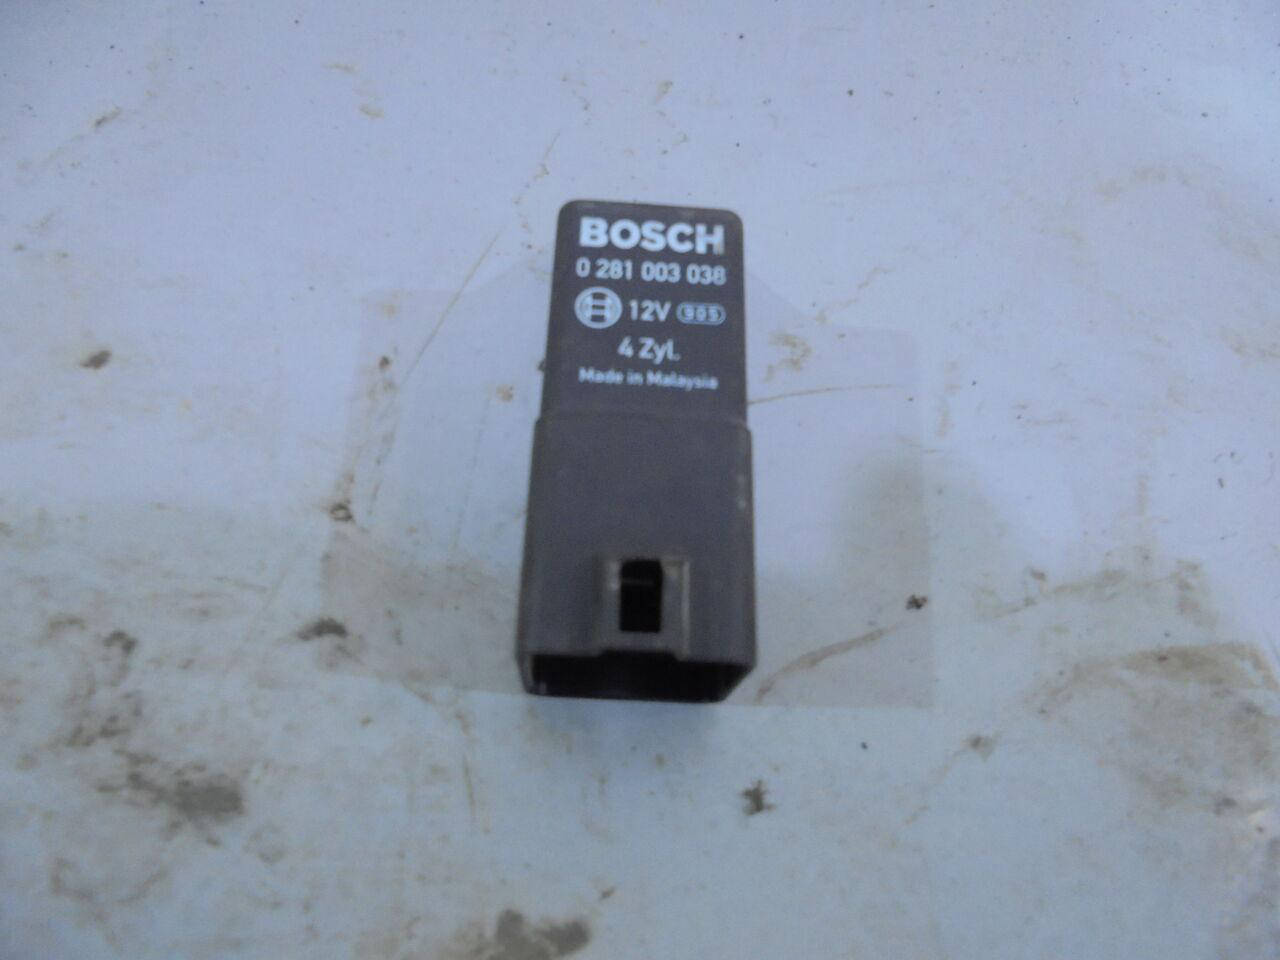 BOSCH
0 281 003 038
12V 905
4 Zyl.
Made in Malaysia